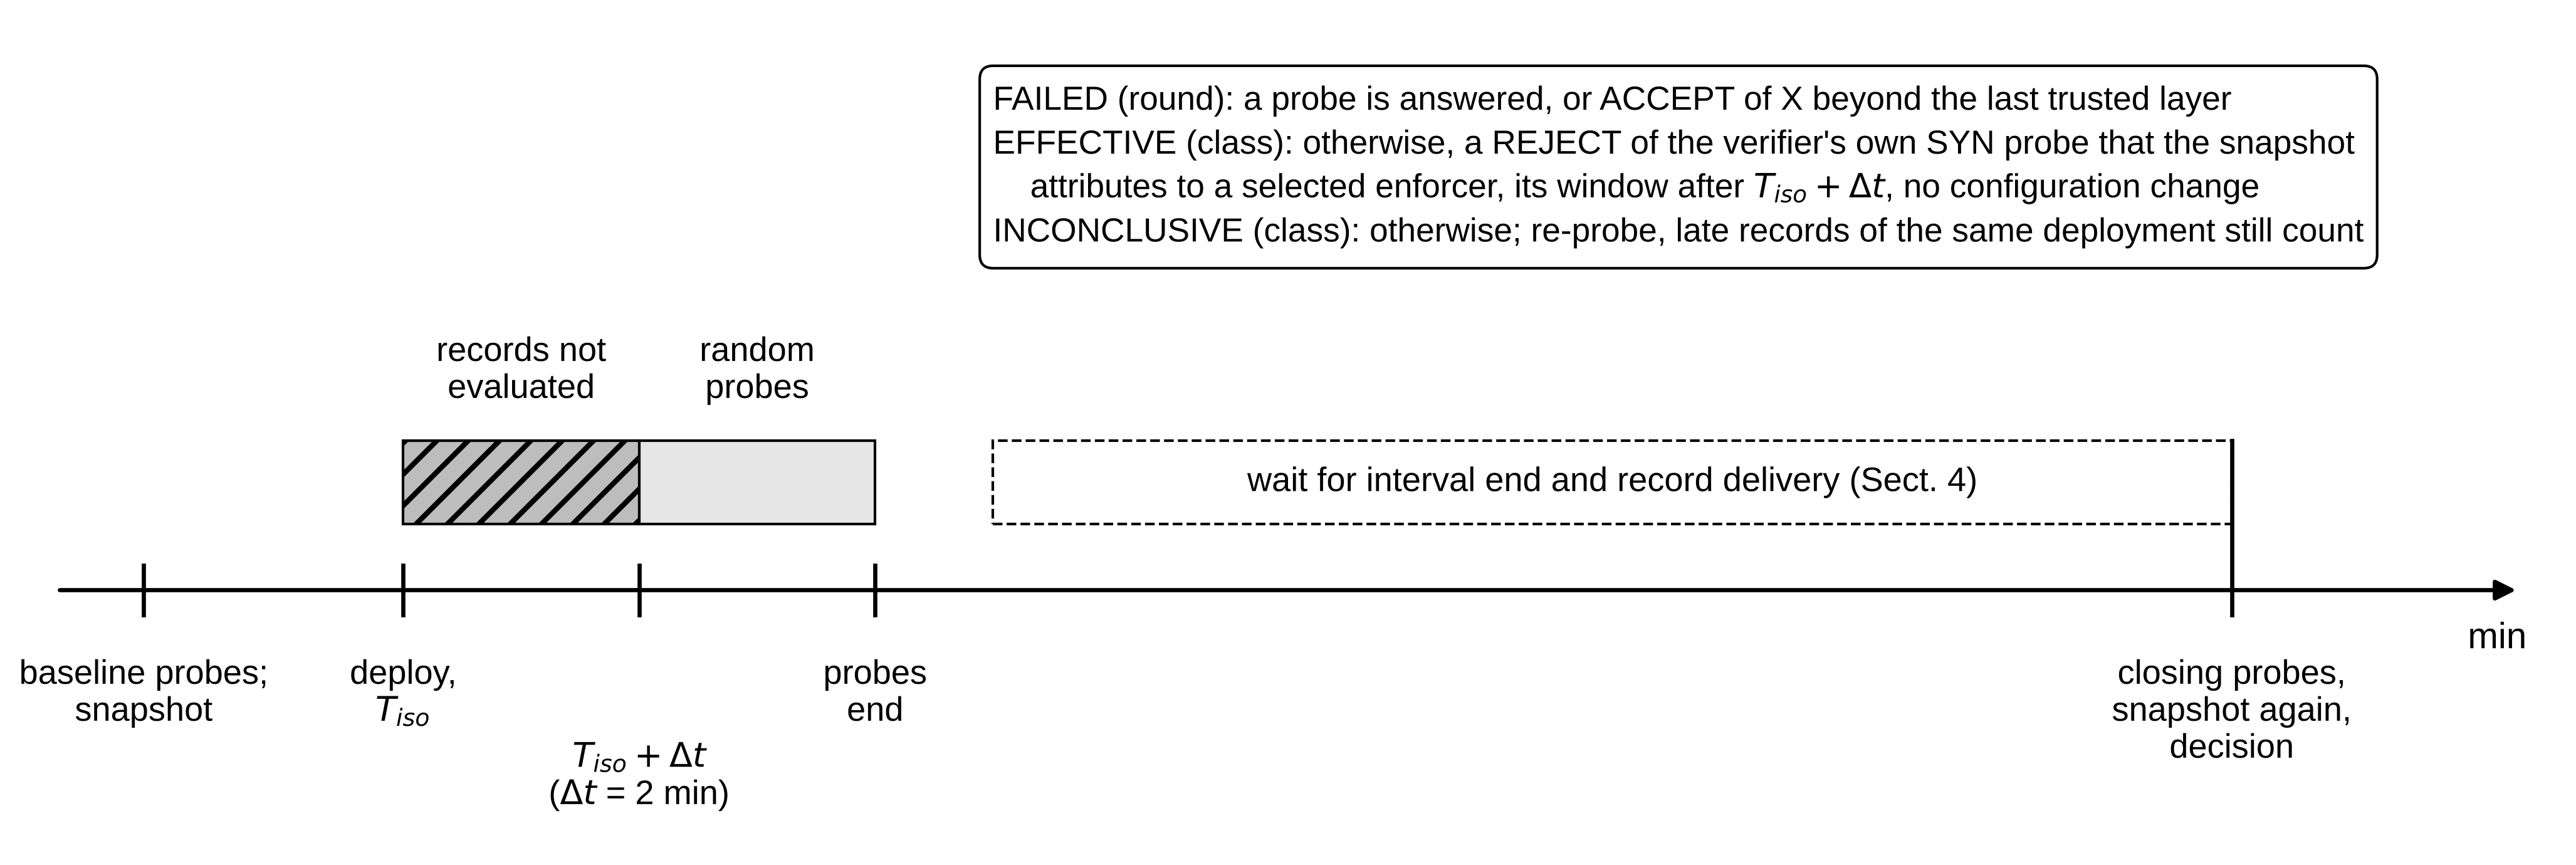 FAILED (round): a probe is answered, or ACCEPT of X beyond the last trusted layer
EFFECTIVE (class): otherwise, a REJECT of the verifier's own SYN probe that the snapshot
attributes to a selected enforcer, its window after T_iso + Δt, no configuration change
INCONCLUSIVE (class): otherwise; re-probe, late records of the same deployment still count
records not
evaluated
random
probes
wait for interval end and record delivery (Sect. 4)
min
baseline probes;
snapshot
deploy,
T_iso
T_iso + Δt
(Δt = 2 min)
probes
end
closing probes,
snapshot again,
decision